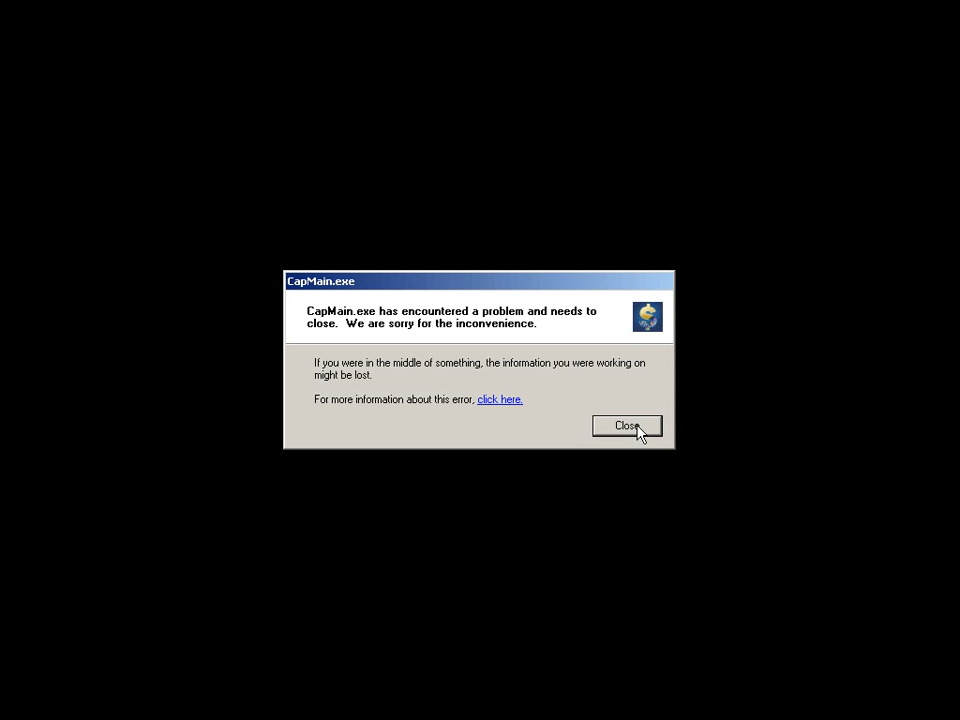 CapMain.exe
CapMain.exe has encountered a problem and needs to
close.  We are sorry for the inconvenience.
If you were in the middle of something, the information you were working on
might be lost.
For more information about this error, click here.
Close